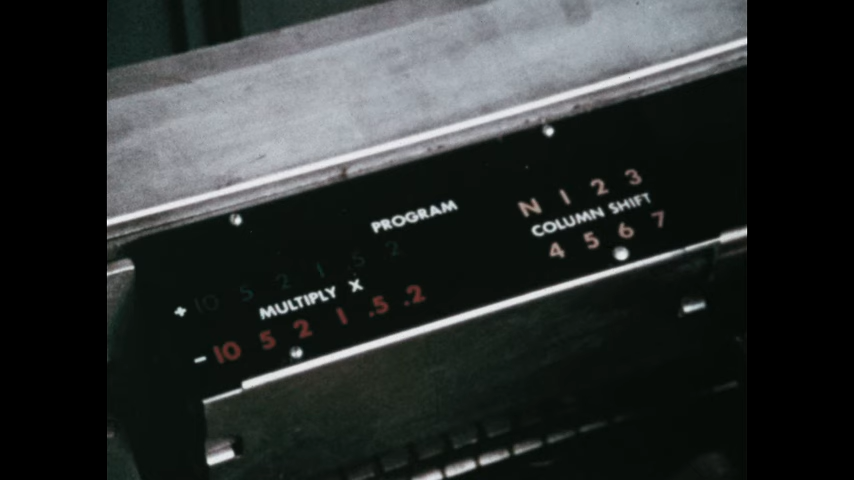 PROGRAM
+ 10 5 2 1 .5 .2
MULTIPLY X
- 10 5 2 1 .5 .2
N 1 2 3
COLUMN SHIFT
4 5 6 7